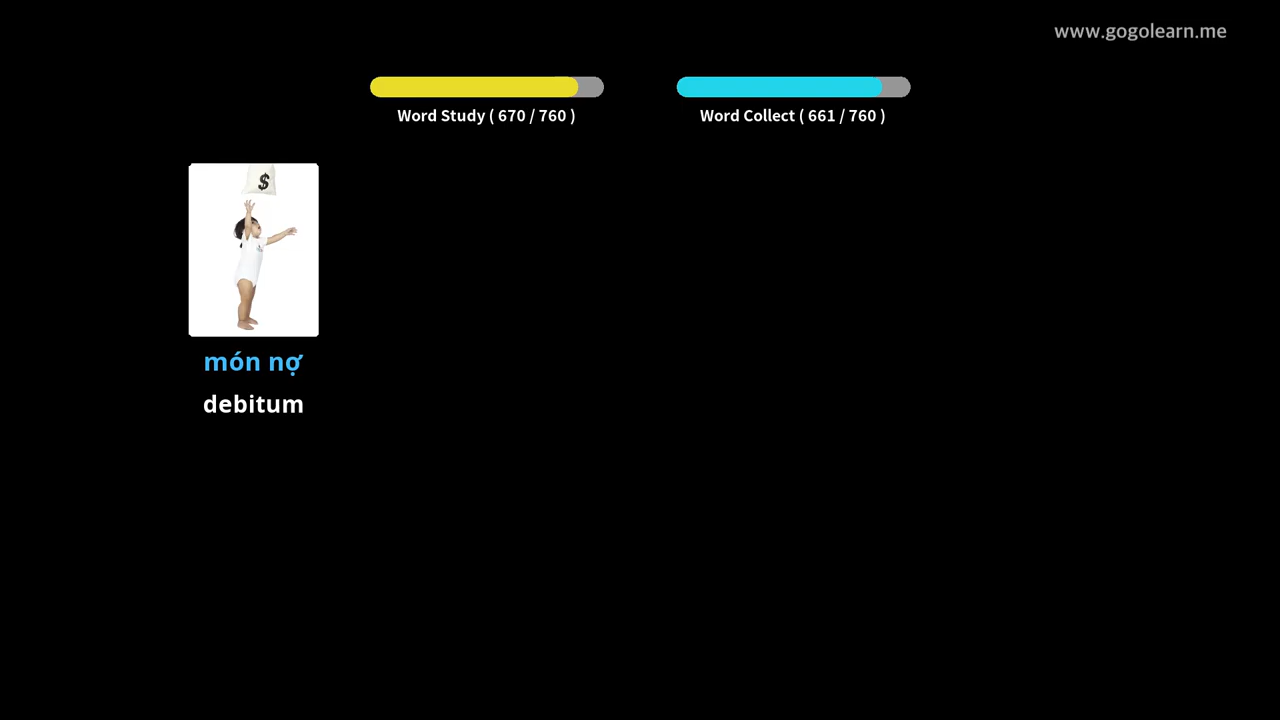 www.gogolearn.me
Word Study ( 670 / 760 )
Word Collect ( 661 / 760 )
$
món nợ
debitum